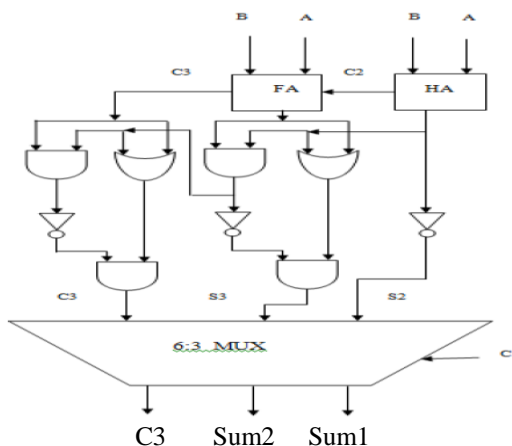 B A B A
C3 C2
FA HA
C3 S3 S2
6:3 MUX
C
C3 Sum2 Sum1